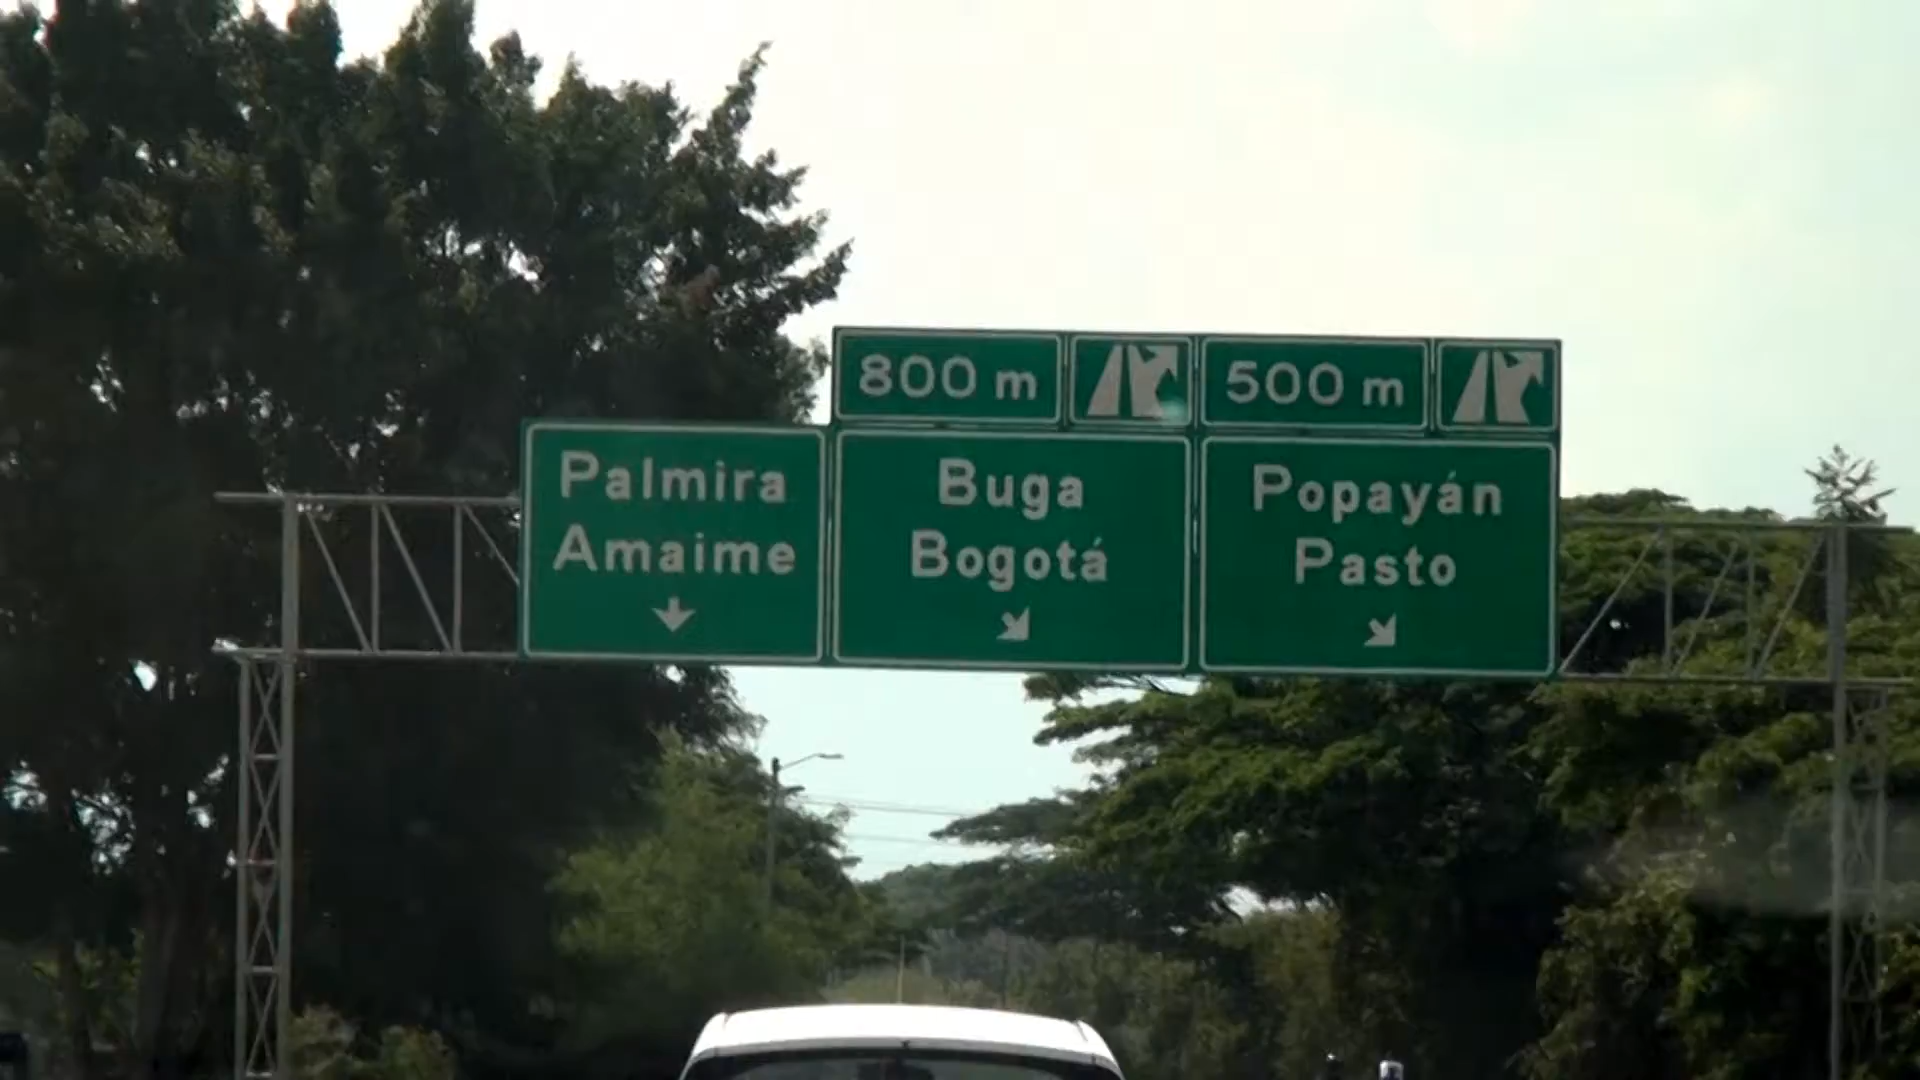 Palmira
Amaime
800 m
Buga
Bogotá
500 m
Popayán
Pasto